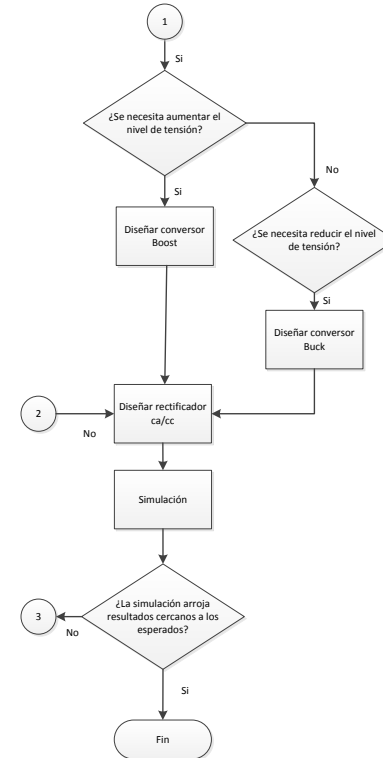 1
Si
¿Se necesita aumentar el
nivel de tensión?
No
Si
Diseñar conversor
Boost
¿Se necesita reducir el nivel
de tensión?
Si
Diseñar conversor
Buck
2
No
Diseñar rectificador
ca/cc
Simulación
¿La simulación arroja
resultados cercanos a los
esperados?
3
No
Si
Fin